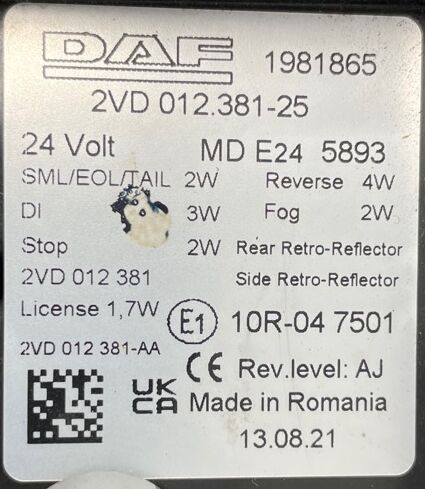 DAF 1981865
2VD 012.381-25
24 Volt MD E24 5893
SML/EOL/TAIL 2W Reverse 4W
DI 3W Fog 2W
Stop 2W Rear Retro-Reflector
2VD 012 381 Side Retro-Reflector
License 1,7W E1 10R-04 7501
2VD 012 381-AA CE Rev.level: AJ
UK
CA Made in Romania
13.08.21